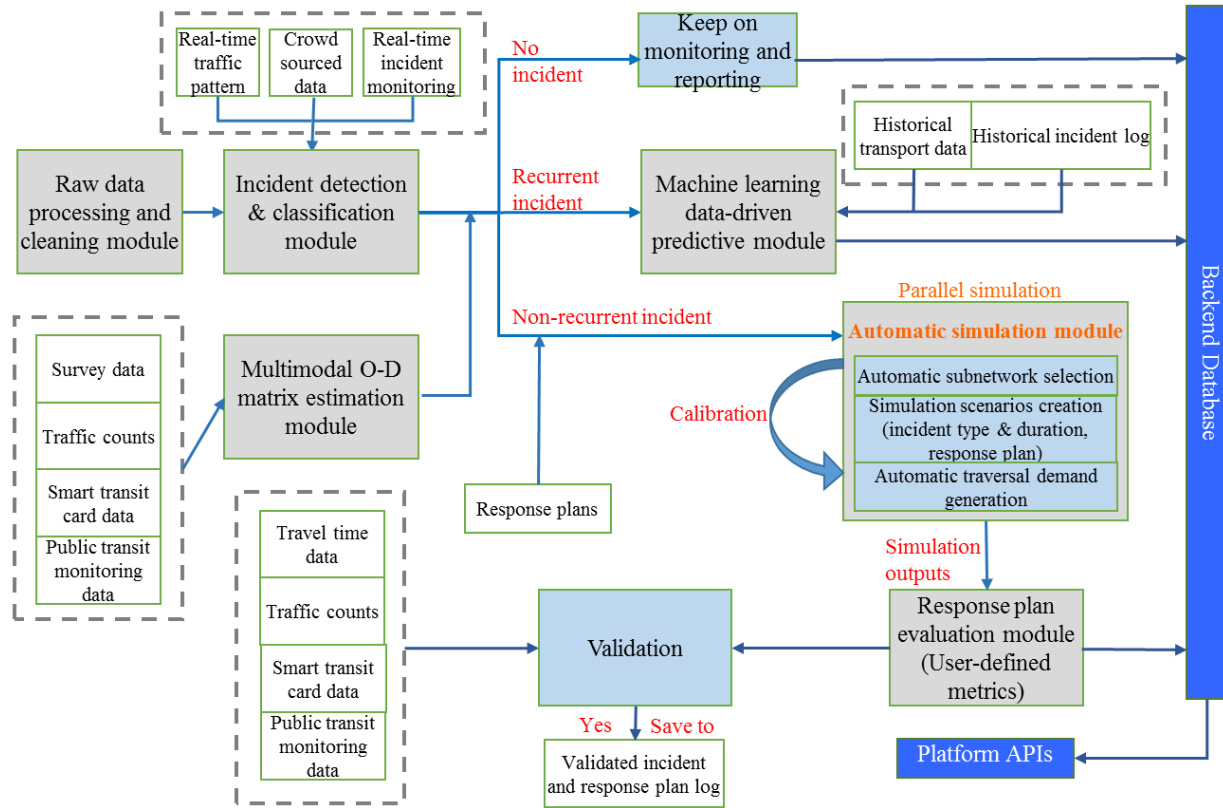 Real-time
traffic
pattern
Crowd
sourced
data
Real-time
incident
monitoring
No
incident
Keep on
monitoring and
reporting
Historical
transport data
Historical incident log
Raw data
processing and
cleaning module
Incident detection
& classification
module
Recurrent
incident
Machine learning
data-driven
predictive module
Backend Database
Survey data
Traffic counts
Smart transit
card data
Public transit
monitoring data
Multimodal O-D
matrix estimation
module
Non-recurrent incident
Parallel simulation
Automatic simulation module
Automatic subnetwork selection
Simulation scenarios creation
(incident type & duration,
response plan)
Automatic traversal demand
generation
Calibration
Response plans
Travel time
data
Traffic counts
Smart transit
card data
Public transit
monitoring data
Validation
Simulation
outputs
Response plan
evaluation module
(User-defined
metrics)
Yes
Save to
Validated incident
and response plan log
Platform APIs